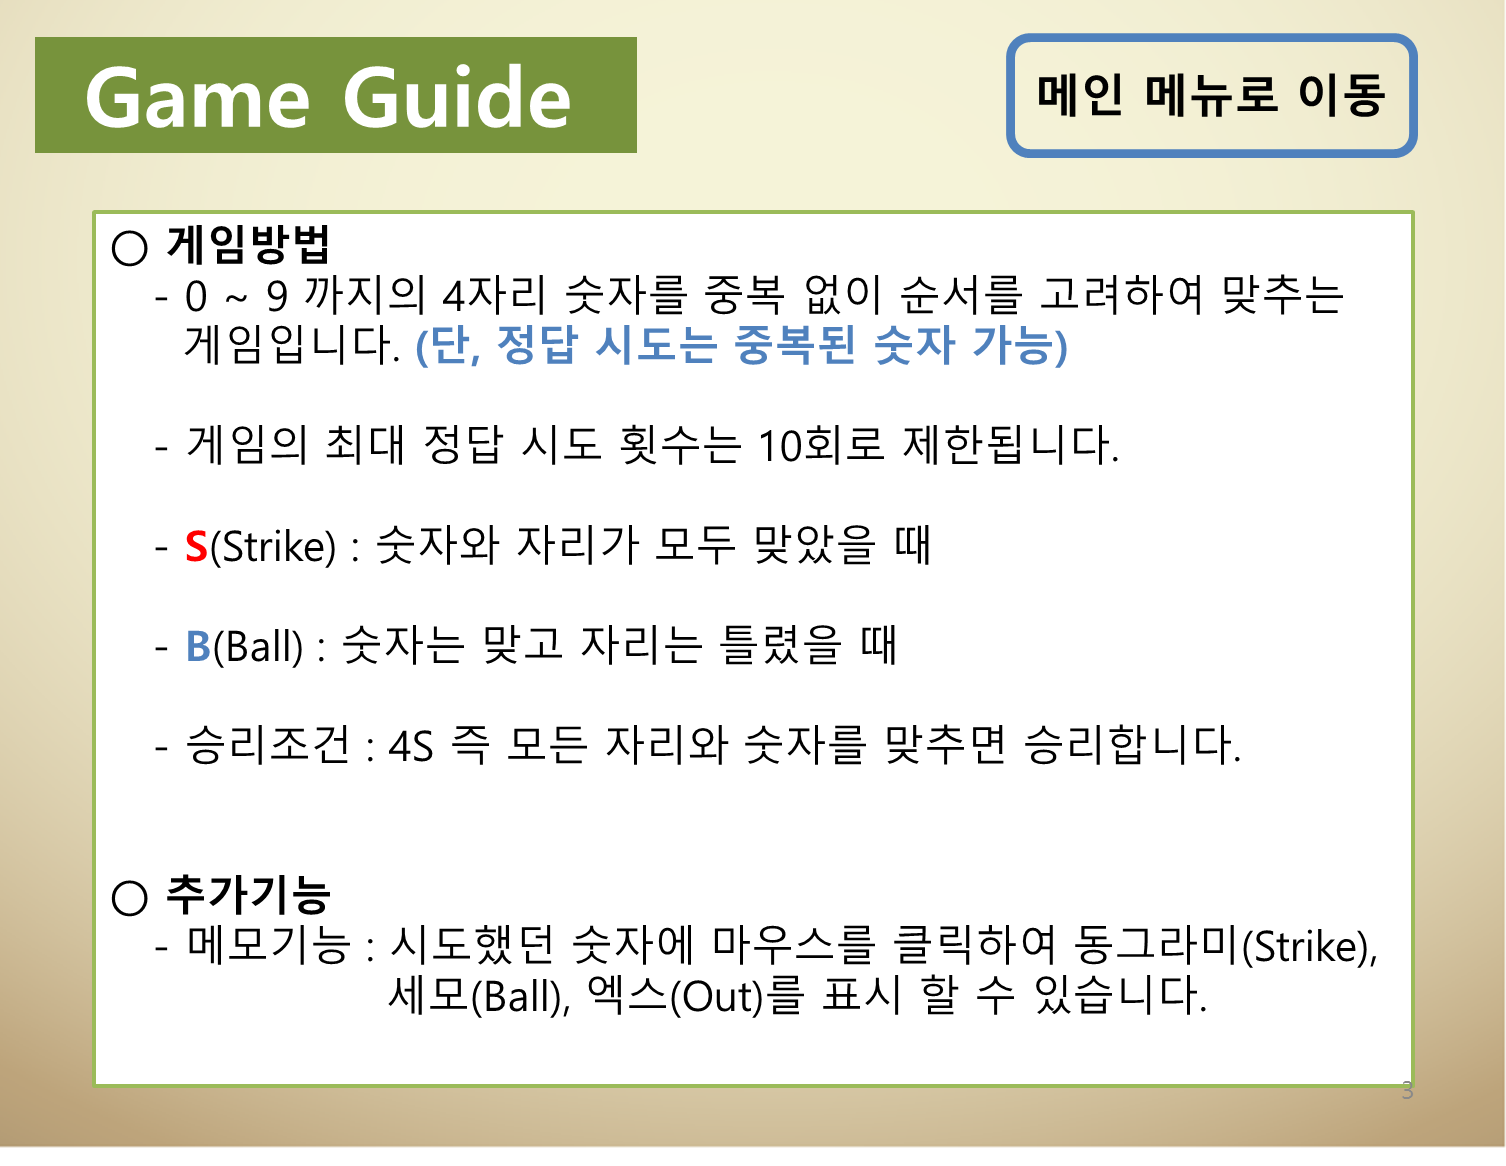 Game Guide
메인 메뉴로 이동
○ 게임방법
- 0 ~ 9 까지의 4자리 숫자를 중복 없이 순서를 고려하여 맞추는
게임입니다. (단, 정답 시도는 중복된 숫자 가능)
- 게임의 최대 정답 시도 횟수는 10회로 제한됩니다.
- S(Strike) : 숫자와 자리가 모두 맞았을 때
- B(Ball) : 숫자는 맞고 자리는 틀렸을 때
- 승리조건 : 4S 즉 모든 자리와 숫자를 맞추면 승리합니다.
○ 추가기능
- 메모기능 : 시도했던 숫자에 마우스를 클릭하여 동그라미(Strike),
세모(Ball), 엑스(Out)를 표시 할 수 있습니다.
3